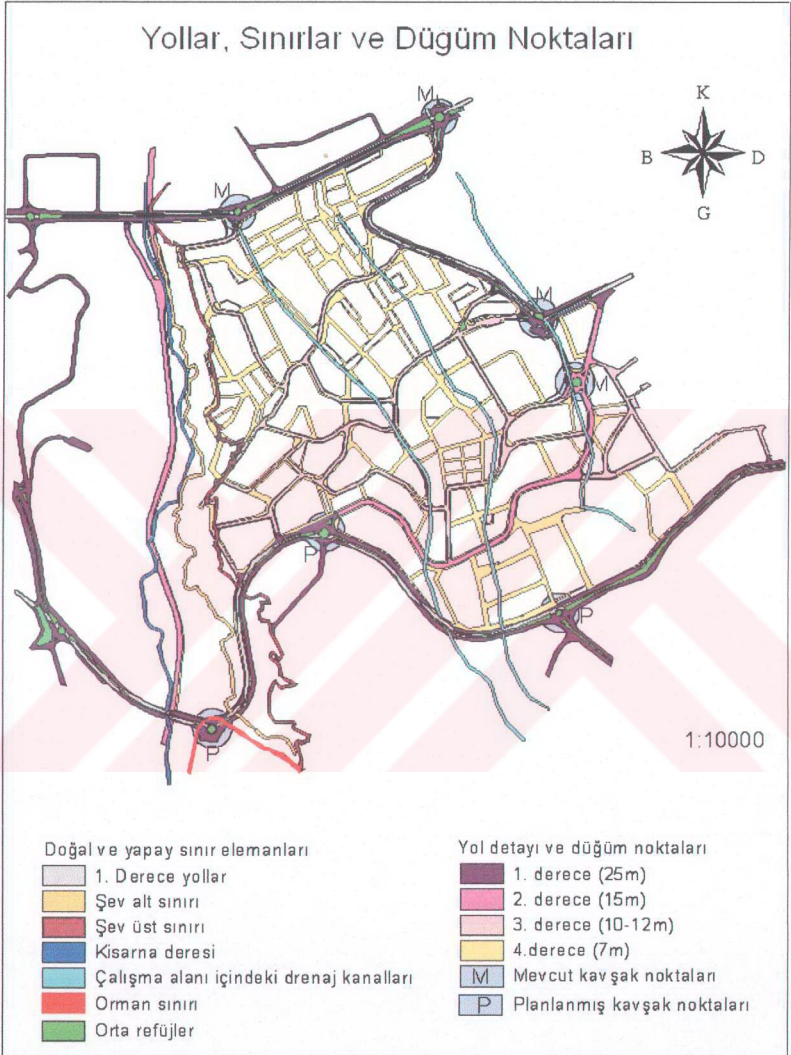 Yollar, Sınırlar ve Düğüm Noktaları
M
K
B D
G
M
M
M
P
P
P
1:10000
Doğal ve yapay sınır elemanları
1. Derece yollar
Şev alt sınırı
Şev üst sınırı
Kisarna deresi
Çalışma alanı içindeki drenaj kanalları
Orman sınırı
Orta refüjler
Yol detayı ve düğüm noktaları
1. derece (25m)
2. derece (15m)
3. derece (10-12m)
4.derece (7m)
M Mevcut kavşak noktaları
P Planlanmış kavşak noktaları